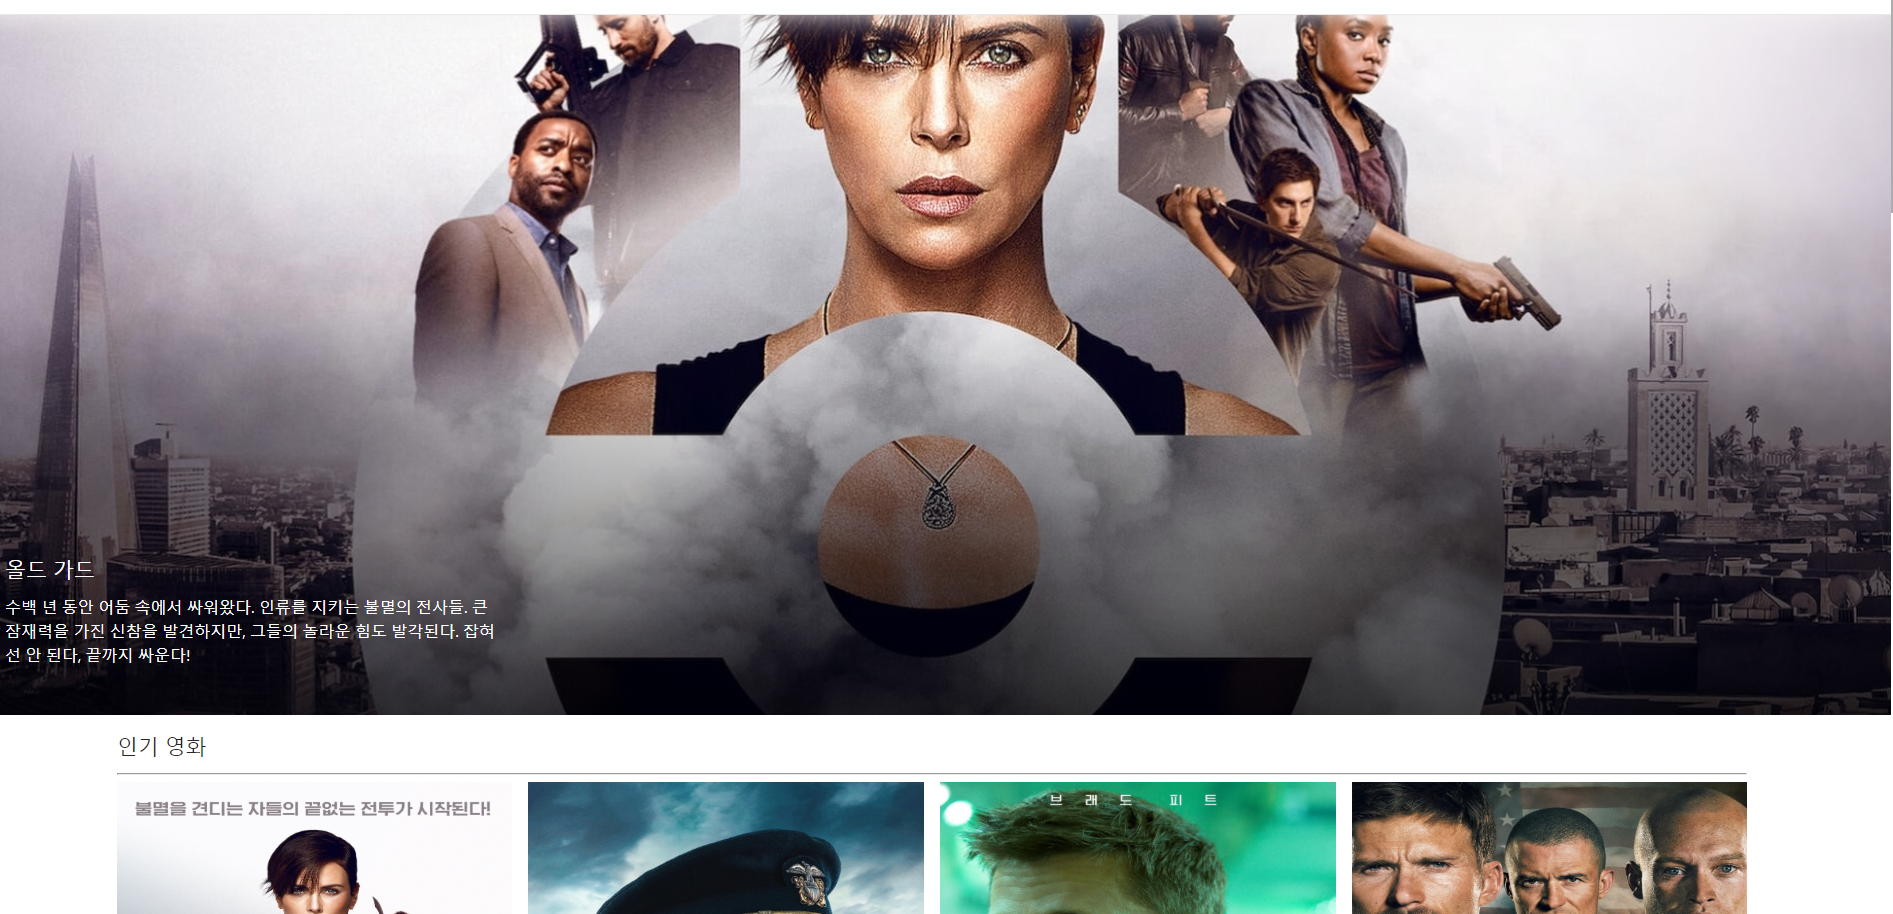 올드 가드
수백 년 동안 어둠 속에서 싸워왔다. 인류를 지키는 불멸의 전사들. 큰
잠재력을 가진 신참을 발견하지만, 그들의 놀라운 힘도 발각된다. 잡혀
선 안 된다, 끝까지 싸운다!
인기 영화
불멸을 견디는 자들의 끝없는 전투가 시작된다!
브래드 피트